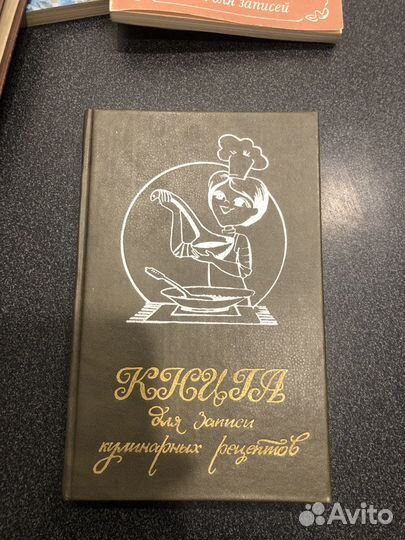 для записей
КНИГА
для записи
кулинарных рецептов
Avito